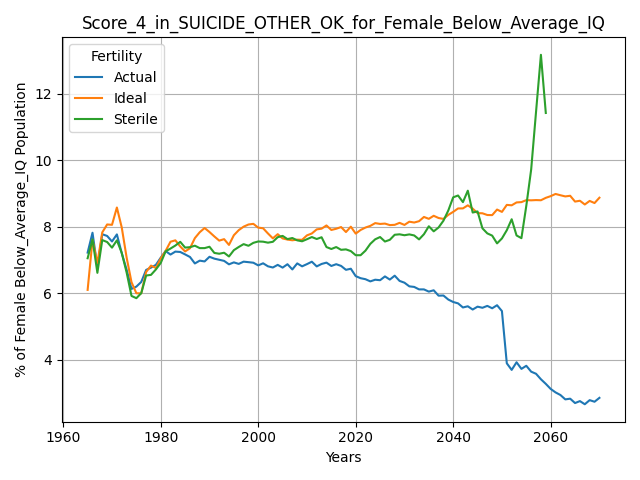 Score_4_in_SUICIDE_OTHER_OK_for_Female_Below_Average_IQ
Fertility
Actual
Ideal
Sterile
% of Female Below_Average_IQ Population
12
10
8
6
4
1960
1980
2000
2020
2040
2060
Years